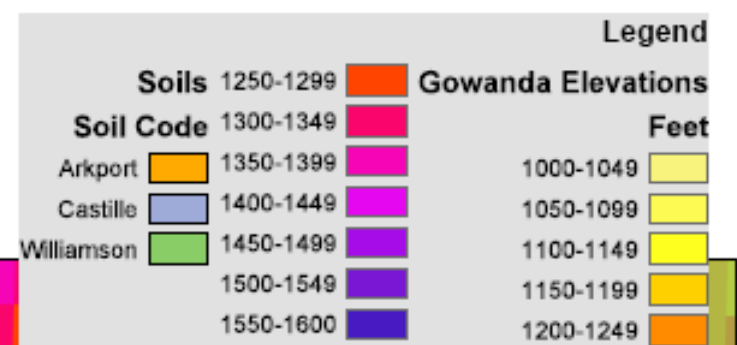 Legend
Gowanda Elevations
Feet
1000-1049
1050-1099
1100-1149
1150-1199
1200-1249
1250-1299
1300-1349
1350-1399
1400-1449
1450-1499
1500-1549
1550-1600
Soils
Soil Code
Arkport
Castille
Williamson